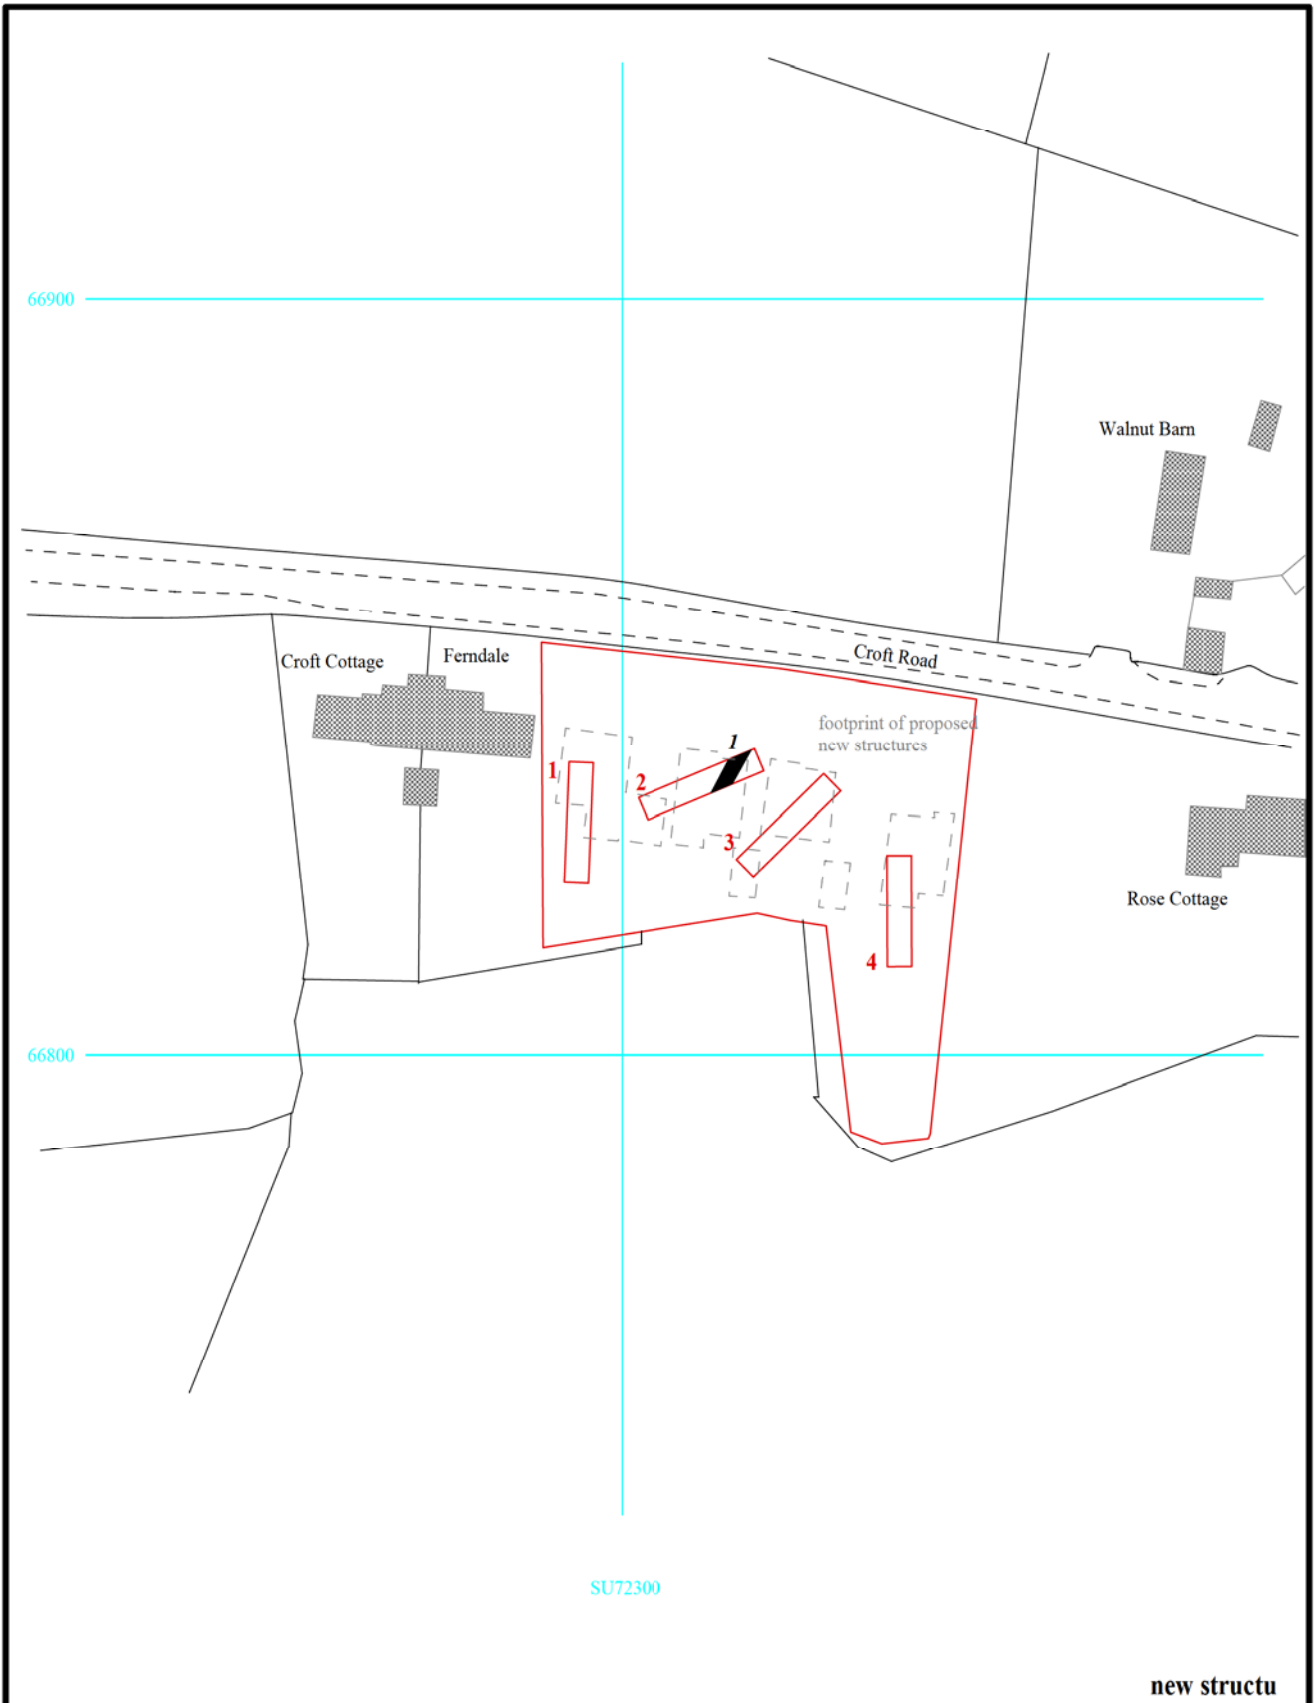 66900
Walnut Barn
Croft Cottage
Ferndale
Croft Road
footprint of proposed
new structures
1
1
2
3
Rose Cottage
4
66800
SU72300
new structu